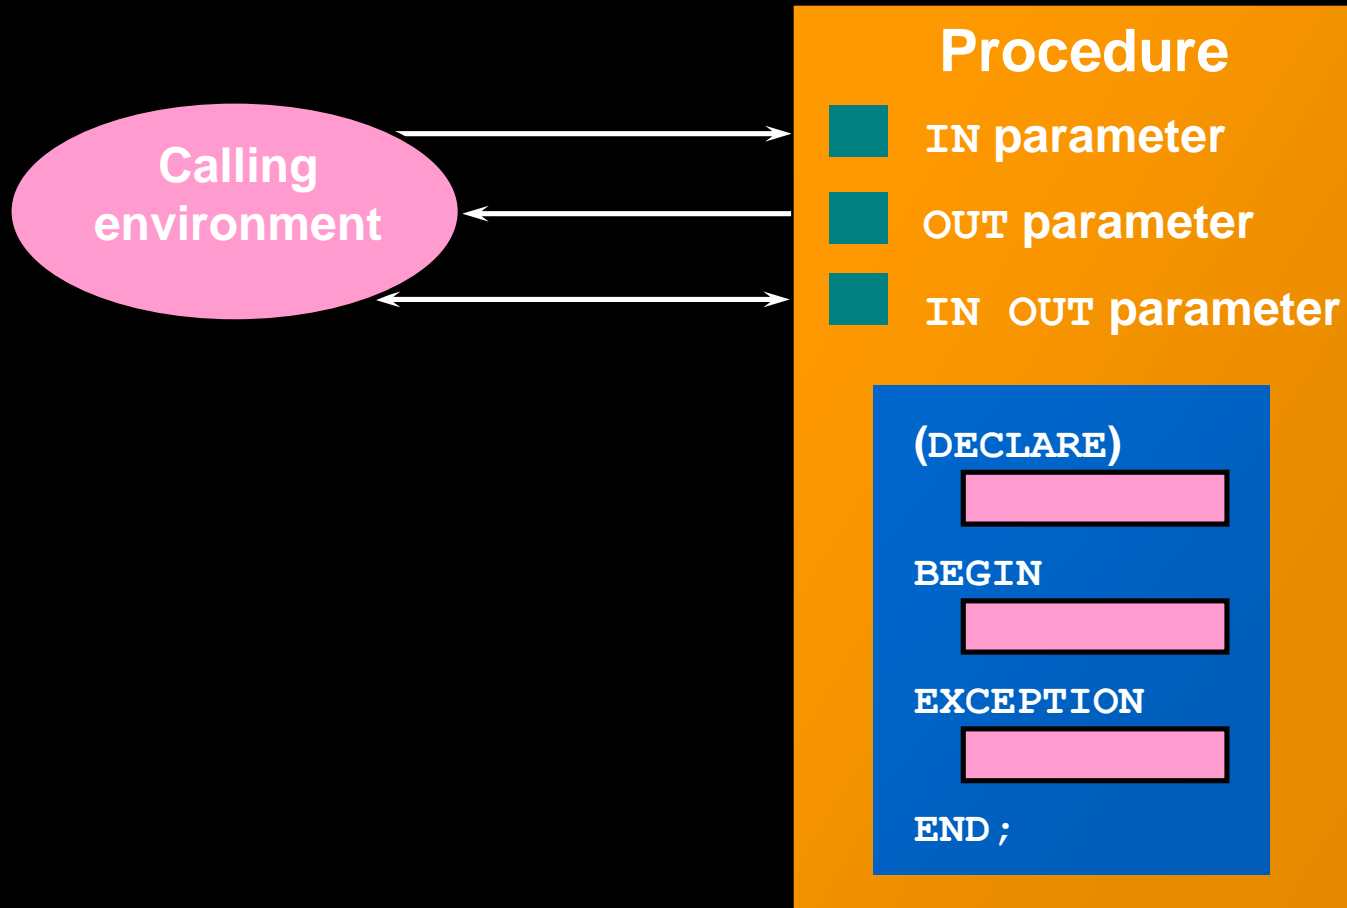 Procedure
Calling
environment
IN parameter
OUT parameter
IN OUT parameter
(DECLARE)
BEGIN
EXCEPTION
END;